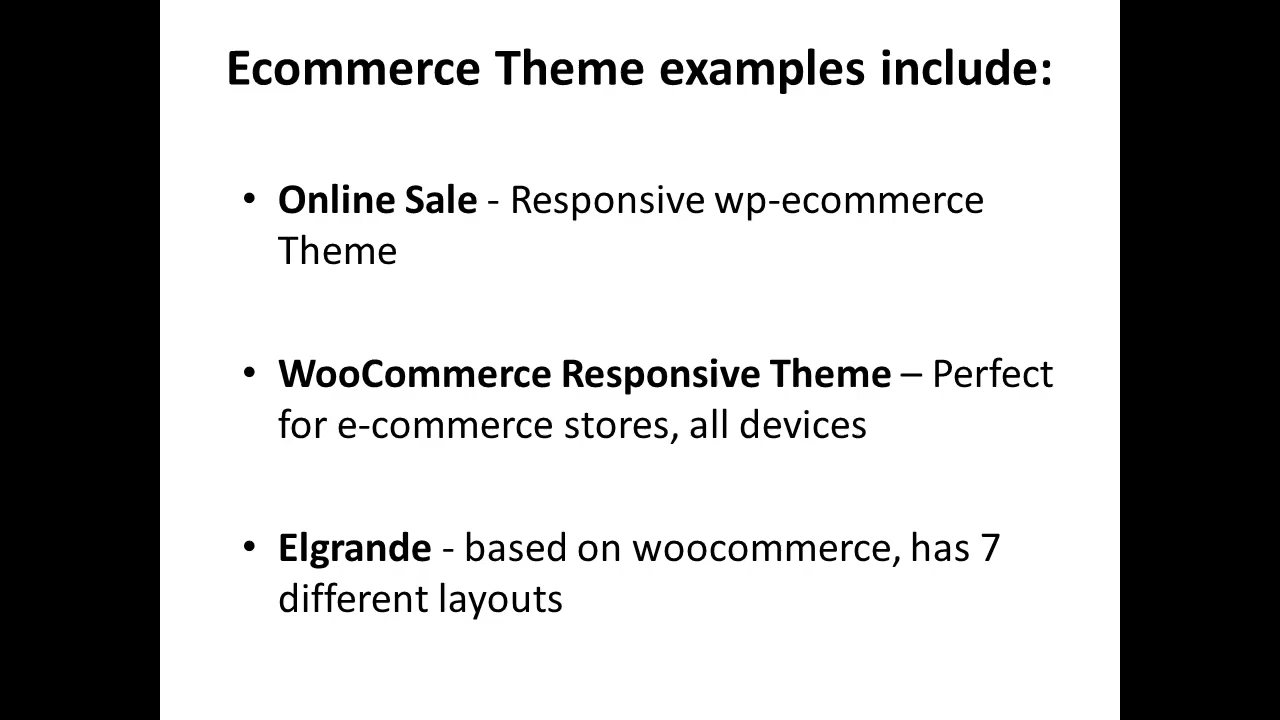 Ecommerce Theme examples include:
• Online Sale - Responsive wp-ecommerce
Theme
• WooCommerce Responsive Theme – Perfect
for e-commerce stores, all devices
• Elgrande - based on woocommerce, has 7
different layouts